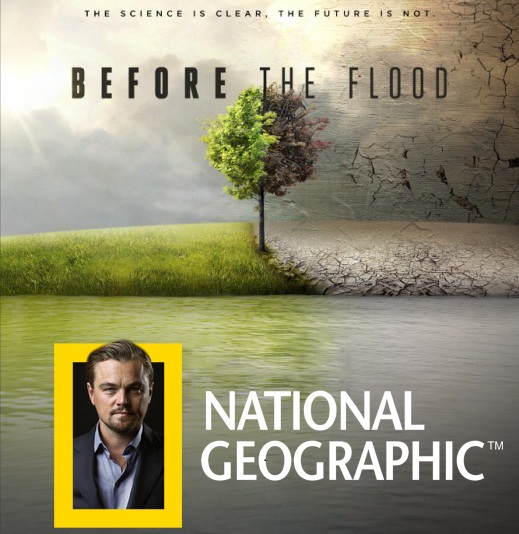 THE SCIENCE IS CLEAR, THE FUTURE IS NOT.
BEFORE THE FLOOD
NATIONAL
GEOGRAPHIC™